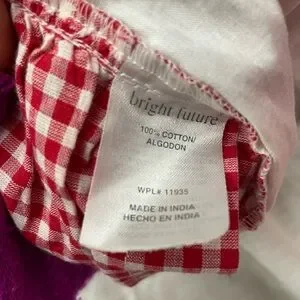 bright future
100% COTTON/
ALGODON
WPL# 11935
MADE IN INDIA
HECHO EN INDIA